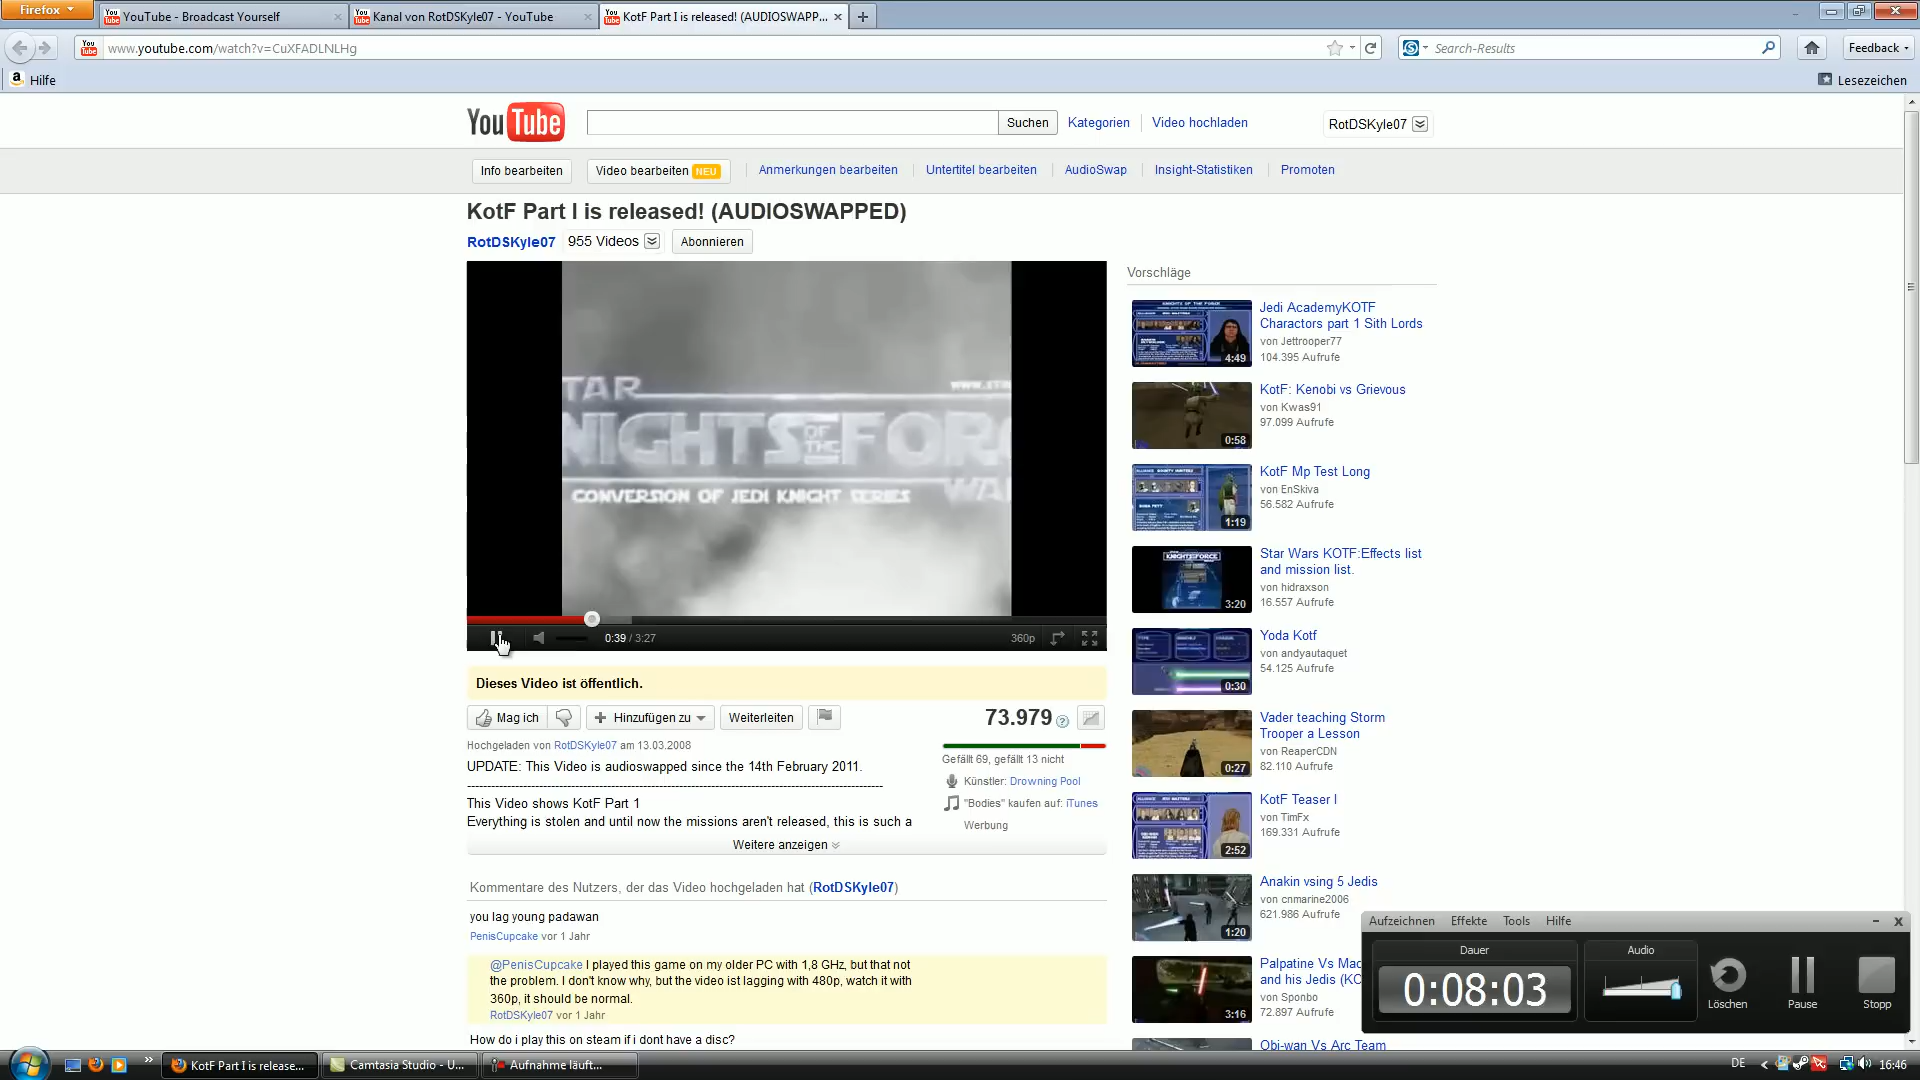 Firefox
YouTube - Broadcast Yourself
Kanal von RotDSKyle07 - YouTube
KotF Part I is released! (AUDIOSWAPP...
www.youtube.com/watch?v=CuXFADLNLHg
Search-Results
Feedback
Hilfe
Lesezeichen
YouTube
Suchen
Kategorien
Video hochladen
RotDSKyle07
Info bearbeiten
Video bearbeiten NEU
Anmerkungen bearbeiten
Untertitel bearbeiten
AudioSwap
Insight-Statistiken
Promoten
KotF Part I is released! (AUDIOSWAPPED)
RotDSKyle07 955 Videos Abonnieren
TAR
NIGHTS OF THE FORC
CONVERSION OF JEDI KNIGHT SERIES WA
0:39 / 3:27
360p
Dieses Video ist öffentlich.
Mag ich
Hinzufügen zu
Weiterleiten
73.979
Hochgeladen von RotDSKyle07 am 13.03.2008
UPDATE: This Video is audioswapped since the 14th February 2011.
This Video shows KotF Part 1
Everything is stolen and until now the missions aren't released, this is such a
Weitere anzeigen
Gefällt 69, gefällt 13 nicht
Künstler: Drowning Pool
"Bodies" kaufen auf: iTunes
Werbung
Kommentare des Nutzers, der das Video hochgeladen hat (RotDSKyle07)
you lag young padawan
PenisCupcake vor 1 Jahr
@PenisCupcake I played this game on my older PC with 1,8 GHz, but that not
the problem. I don't know why, but the video ist lagging with 480p, watch it with
360p, it should be normal.
RotDSKyle07 vor 1 Jahr
How do i play this on steam if i dont have a disc?
Vorschläge
4:49
Jedi AcademyKOTF
Charactors part 1 Sith Lords
von Jettrooper77
104.395 Aufrufe
0:58
KotF: Kenobi vs Grievous
von Kwas91
97.099 Aufrufe
1:19
KotF Mp Test Long
von EnSkiva
56.582 Aufrufe
3:20
Star Wars KOTF:Effects list
and mission list.
von hidraxson
16.557 Aufrufe
0:30
Yoda Kotf
von andyautaquet
54.125 Aufrufe
0:27
Vader teaching Storm
Trooper a Lesson
von ReaperCDN
82.110 Aufrufe
2:52
KotF Teaser I
von TimFx
169.331 Aufrufe
1:20
Anakin vsing 5 Jedis
von cnmarine2006
621.986 Aufrufe
3:16
Palpatine Vs Mac
and his Jedis (KO
von Sponbo
72.897 Aufrufe
Obi-wan Vs Arc Team
Aufzeichnen
Effekte
Tools
Hilfe
Dauer
0:08:03
Audio
Löschen
Pause
Stopp
KotF Part I is release...
Camtasia Studio - U...
Aufnahme läuft...
DE
16:46